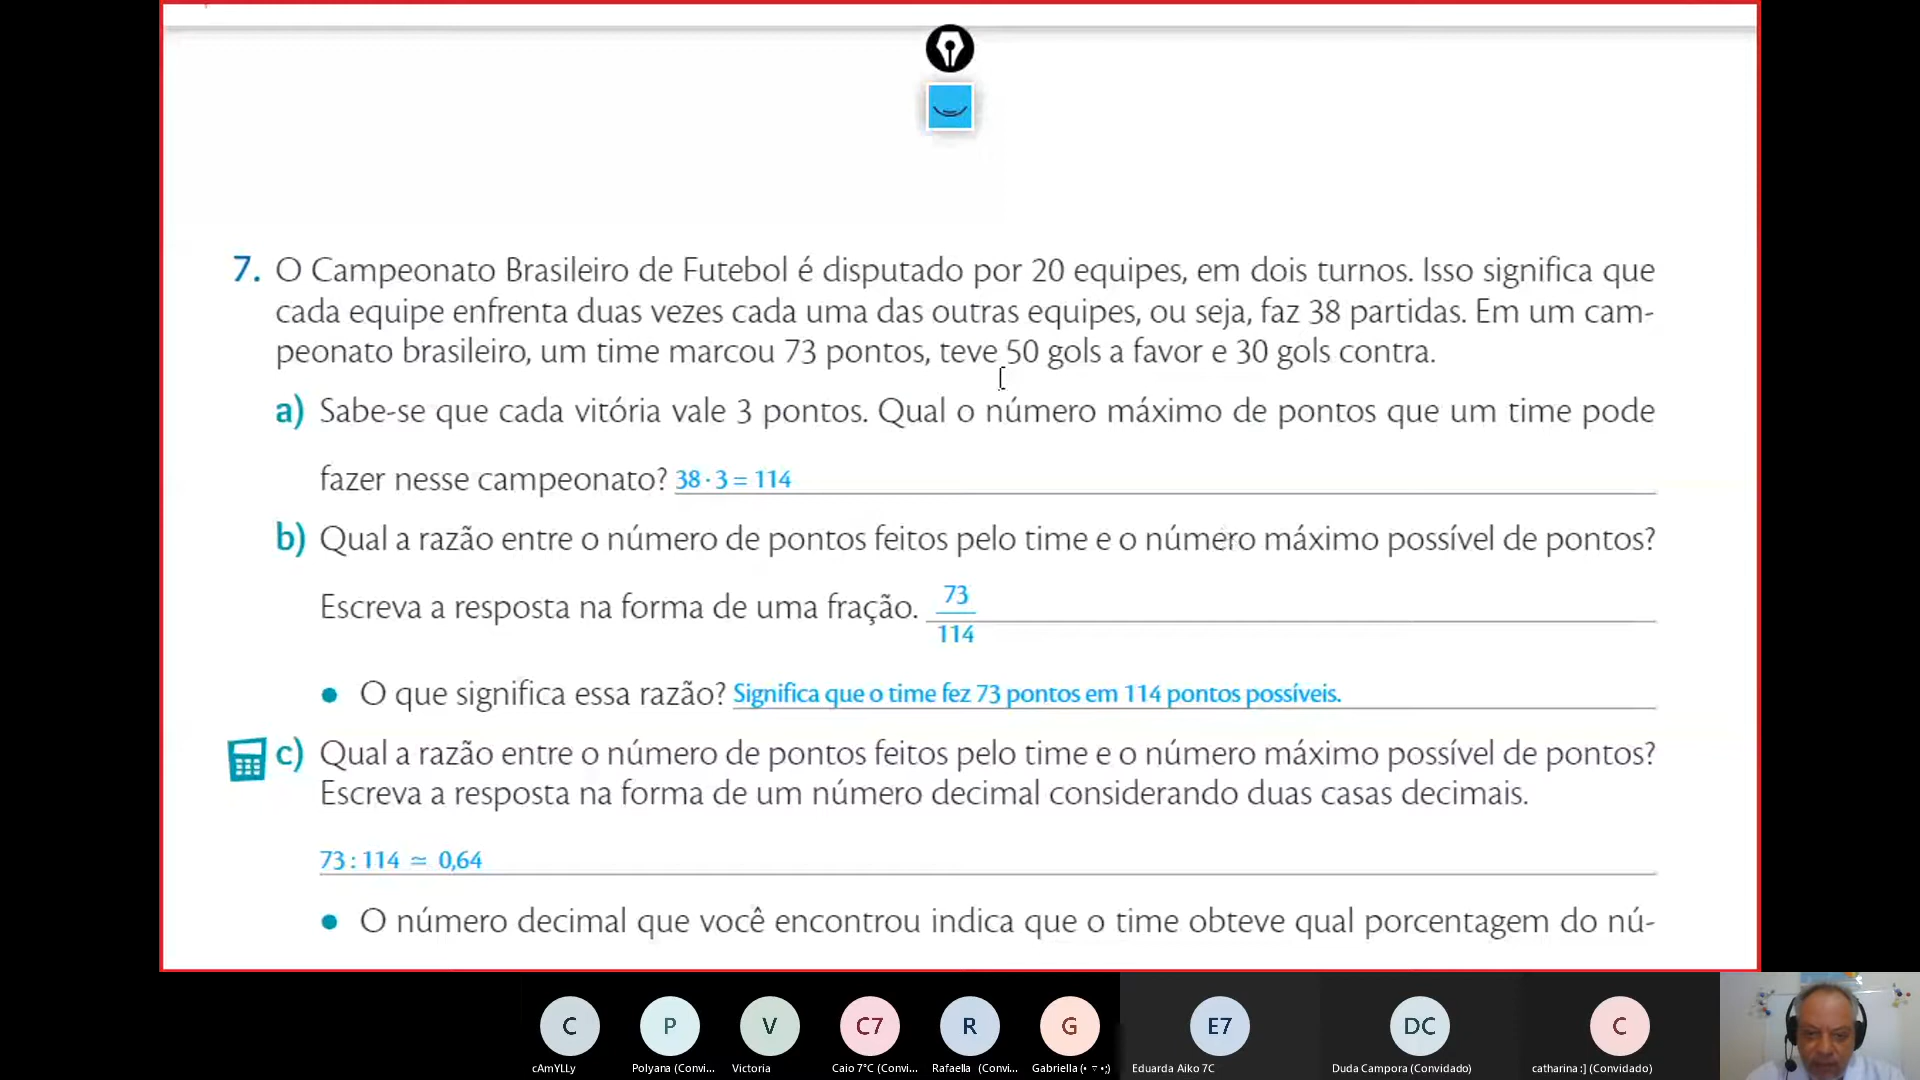 7. O Campeonato Brasileiro de Futebol é disputado por 20 equipes, em dois turnos. Isso significa que
cada equipe enfrenta duas vezes cada uma das outras equipes, ou seja, faz 38 partidas. Em um cam-
peonato brasileiro, um time marcou 73 pontos, teve 50 gols a favor e 30 gols contra.
a) Sabe-se que cada vitória vale 3 pontos. Qual o número máximo de pontos que um time pode
fazer nesse campeonato? 38 · 3 = 114
b) Qual a razão entre o número de pontos feitos pelo time e o número máximo possível de pontos?
Escreva a resposta na forma de uma fração. 73
114
• O que significa essa razão? Significa que o time fez 73 pontos em 114 pontos possíveis.
c) Qual a razão entre o número de pontos feitos pelo time e o número máximo possível de pontos?
Escreva a resposta na forma de um número decimal considerando duas casas decimais.
73 : 114 ≃ 0,64
• O número decimal que você encontrou indica que o time obteve qual porcentagem do nú-
C P V C7 R G E7 DC C
cAmYLLy Polyana (Convi... Victoria Caio 7°C (Convi... Rafaella (Convi... Gabriella (• ▿ •;) Eduarda Aiko 7C Duda Campora (Convidado) catharina :] (Convidado)